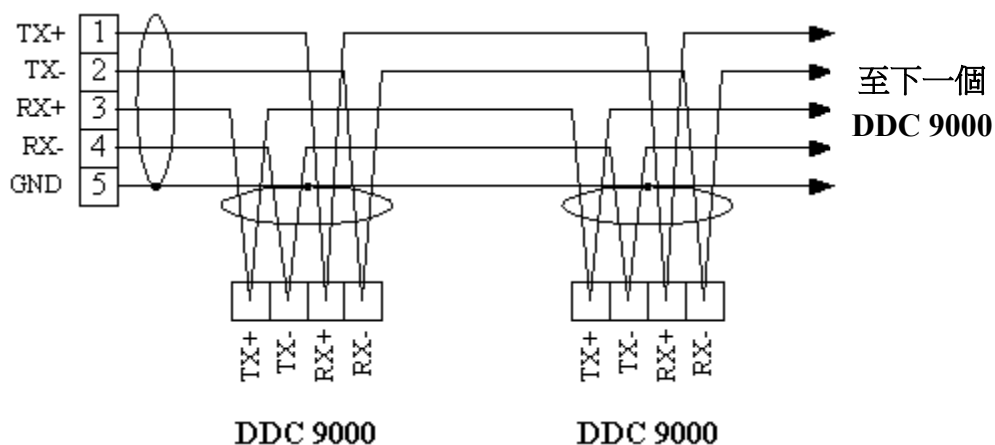 TX+ 1
TX- 2
RX+ 3
RX- 4
GND 5
至下一個
DDC 9000
TX+ TX- RX+ RX-
TX+ TX- RX+ RX-
DDC 9000
DDC 9000